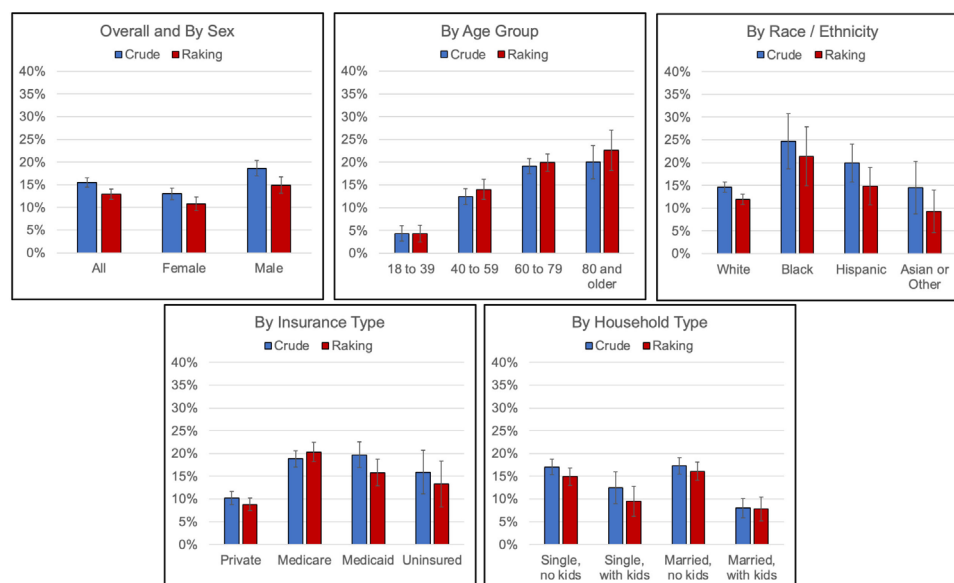 Overall and By Sex
Crude Raking
40%
35%
30%
25%
20%
15%
10%
5%
0%
All Female Male
By Age Group
Crude Raking
40%
35%
30%
25%
20%
15%
10%
5%
0%
18 to 39 40 to 59 60 to 79 80 and
older
By Race / Ethnicity
Crude Raking
40%
35%
30%
25%
20%
15%
10%
5%
0%
White Black Hispanic Asian or
Other
By Insurance Type
Crude Raking
40%
35%
30%
25%
20%
15%
10%
5%
0%
Private Medicare Medicaid Uninsured
By Household Type
Crude Raking
40%
35%
30%
25%
20%
15%
10%
5%
0%
Single, Single, Married, Married,
no kids with kids no kids with kids